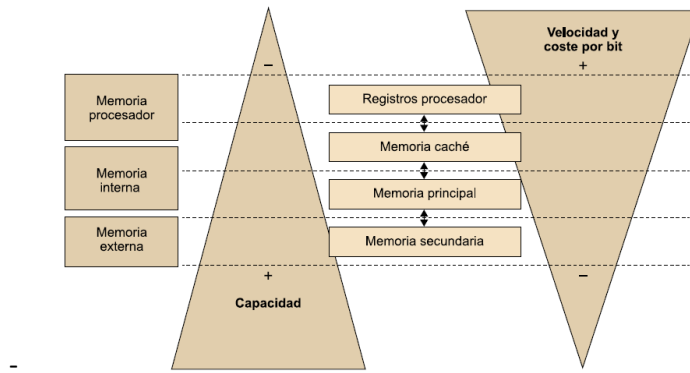 Velocidad y
coste por bit
+
–
Memoria
procesador
Registros procesador
Memoria caché
Memoria
interna
Memoria principal
Memoria
externa
Memoria secundaria
+
–
Capacidad
-